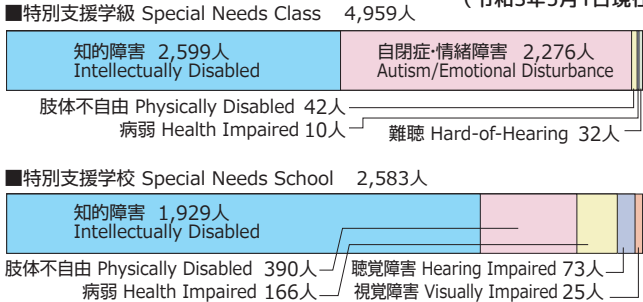 ■特別支援学級 Special Needs Class 4,959人
知的障害 2,599人
Intellectually Disabled
自閉症・情緒障害 2,276人
Autism/Emotional Disturbance
肢体不自由 Physically Disabled 42人
病弱 Health Impaired 10人
難聴 Hard-of-Hearing 32人
■特別支援学校 Special Needs School 2,583人
知的障害 1,929人
Intellectually Disabled
肢体不自由 Physically Disabled 390人
聴覚障害 Hearing Impaired 73人
病弱 Health Impaired 166人
視覚障害 Visually Impaired 25人